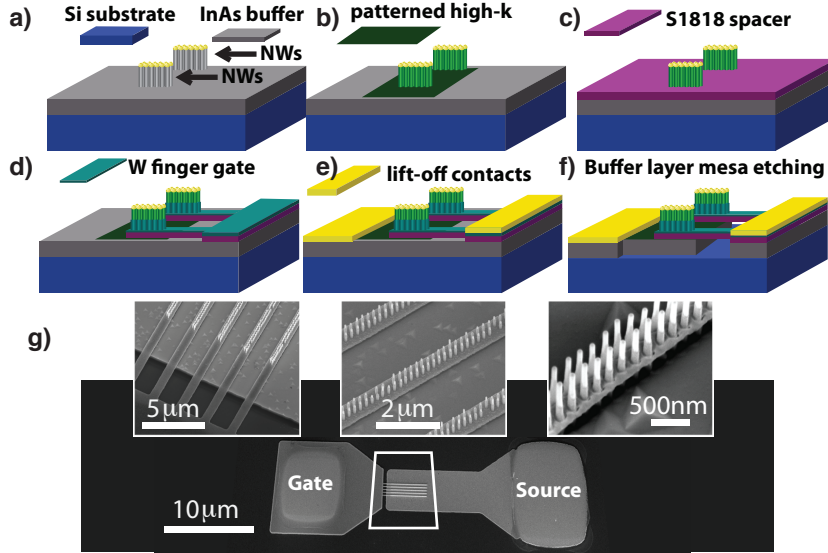 a) Si substrate InAs buffer
NWs
NWs
b) patterned high-k
c) S1818 spacer
d) W finger gate
e) lift-off contacts
f) Buffer layer mesa etching
g)
5μm
2μm
500nm
Gate
Source
10μm